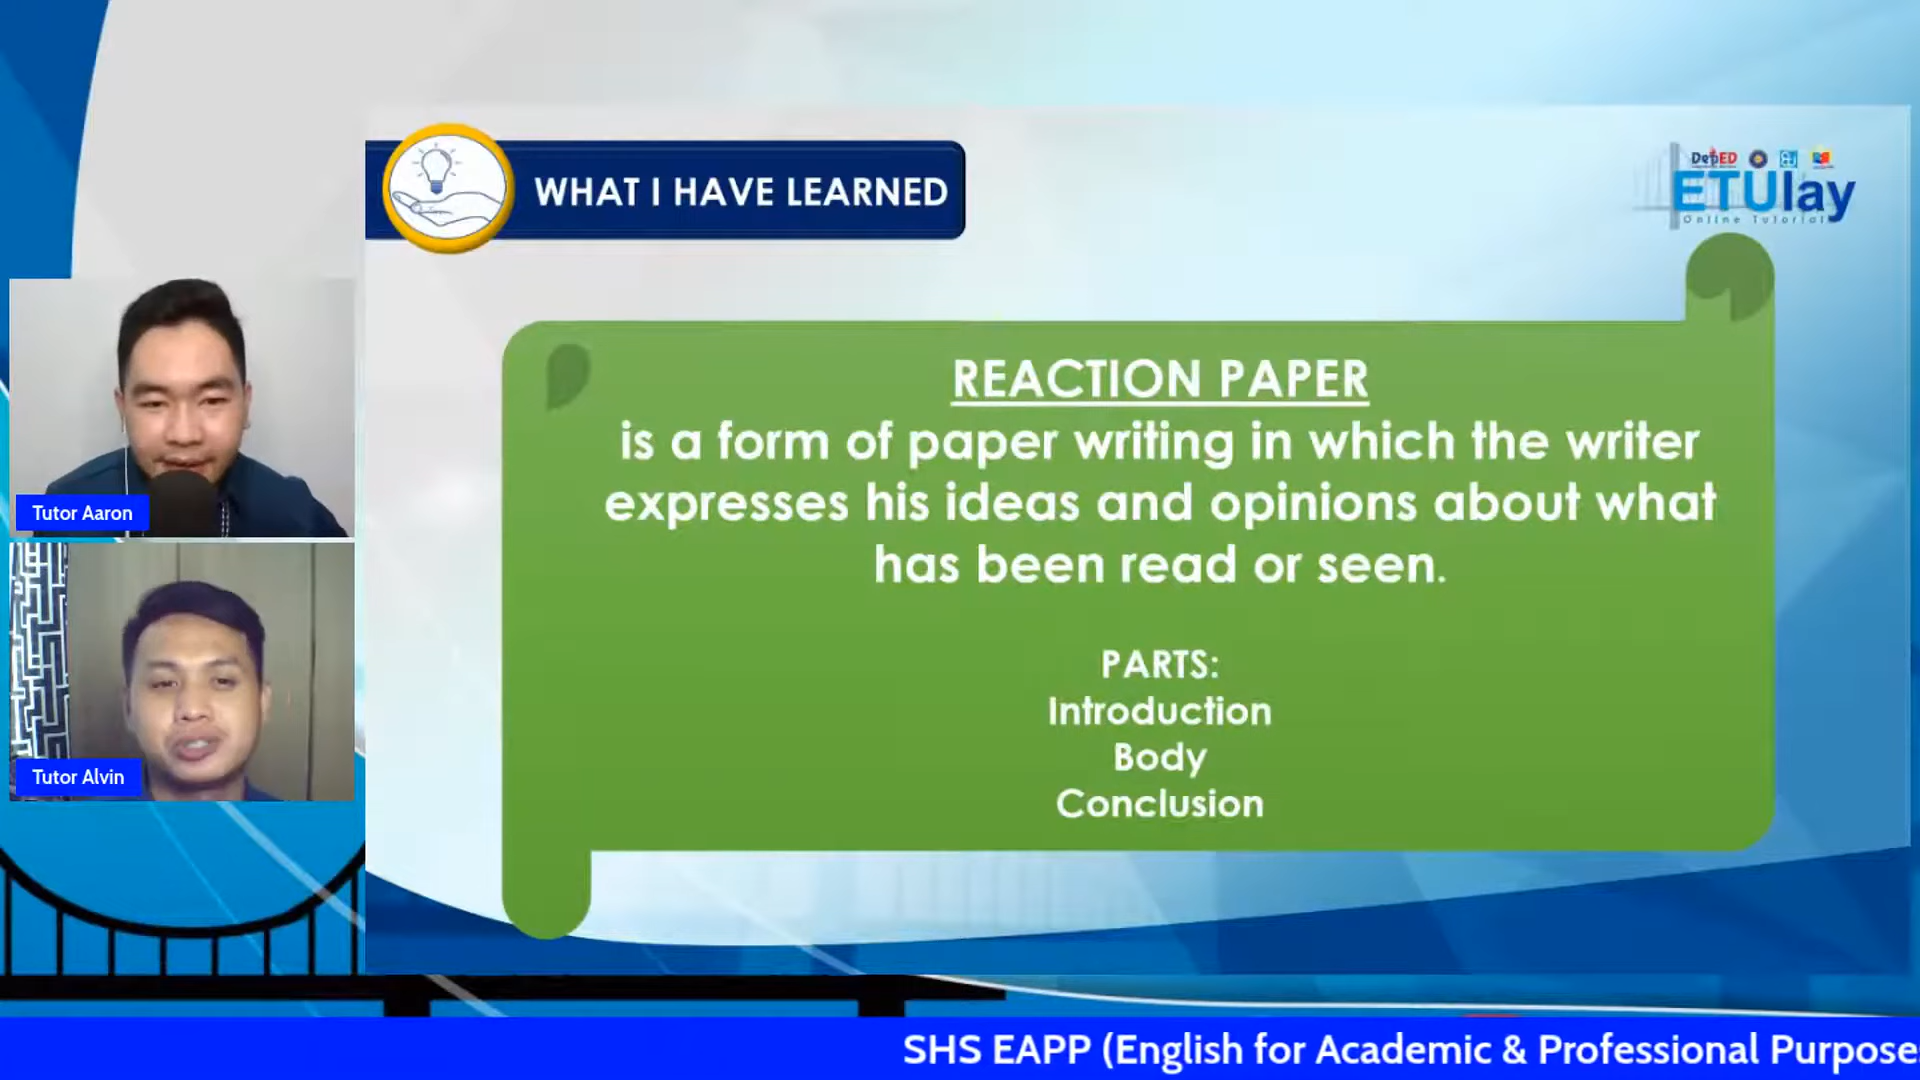 WHAT I HAVE LEARNED
DepED
ETUlay
Online Tutorial
REACTION PAPER
is a form of paper writing in which the writer
expresses his ideas and opinions about what
has been read or seen.
PARTS:
Introduction
Body
Conclusion
Tutor Aaron
Tutor Alvin
SHS EAPP (English for Academic & Professional Purpose